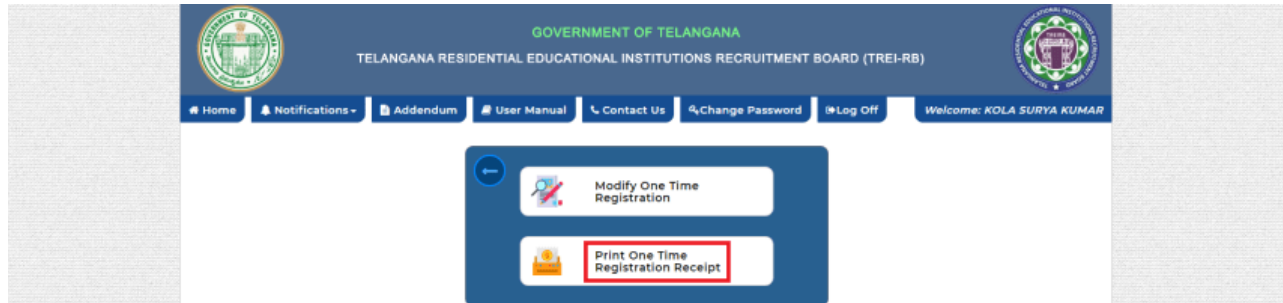 GOVERNMENT OF TELANGANA
TELANGANA RESIDENTIAL EDUCATIONAL INSTITUTIONS RECRUITMENT BOARD (TREI-RB)
Home Notifications Addendum User Manual Contact Us Change Password Log Off Welcome: KOLA SURYA KUMAR
Modify One Time
Registration
Print One Time
Registration Receipt